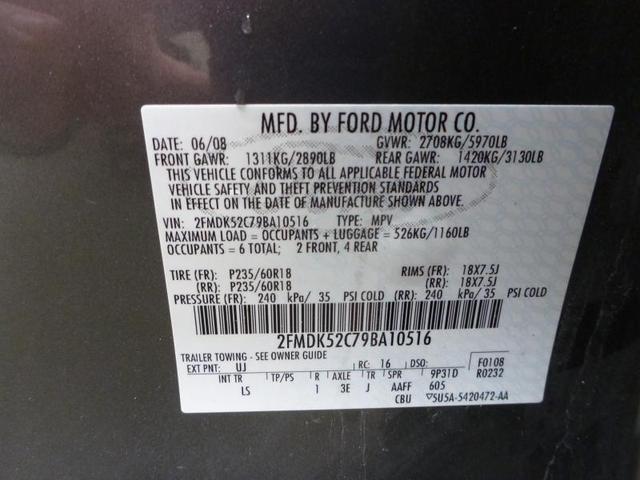 MFD. BY FORD MOTOR CO.
DATE: 06/08 GVWR: 2708KG/5970LB
FRONT GAWR: 1311KG/2890LB REAR GAWR: 1420KG/3130LB
THIS VEHICLE CONFORMS TO ALL APPLICABLE FEDERAL MOTOR
VEHICLE SAFETY AND THEFT PREVENTION STANDARDS
IN EFFECT ON THE DATE OF MANUFACTURE SHOWN ABOVE.
VIN: 2FMDK52C79BA10516 TYPE: MPV
MAXIMUM LOAD = OCCUPANTS + LUGGAGE = 526KG/1160LB
OCCUPANTS = 6 TOTAL; 2 FRONT, 4 REAR
TIRE (FR): P235/60R18 RIMS (FR): 18X7.5J
(RR): P235/60R18 (RR): 18X7.5J
PRESSURE (FR): 240 kPa/ 35 PSI COLD (RR): 240 kPa/ 35 PSI COLD
2FMDK52C79BA10516
TRAILER TOWING - SEE OWNER GUIDE
EXT PNT: UJ RC: 16 DSO: F0108
INT TR TP/PS R AXLE TR SPR 9P31D R0232
LS 1 3E J AAFF 605
CBU ▽5U5A-5420472-AA